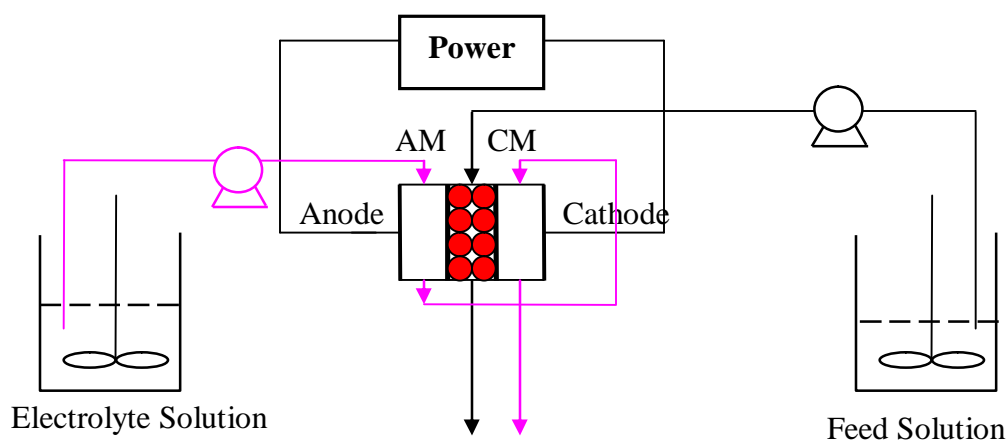 Power
AM
CM
Anode
Cathode
Electrolyte Solution
Feed Solution